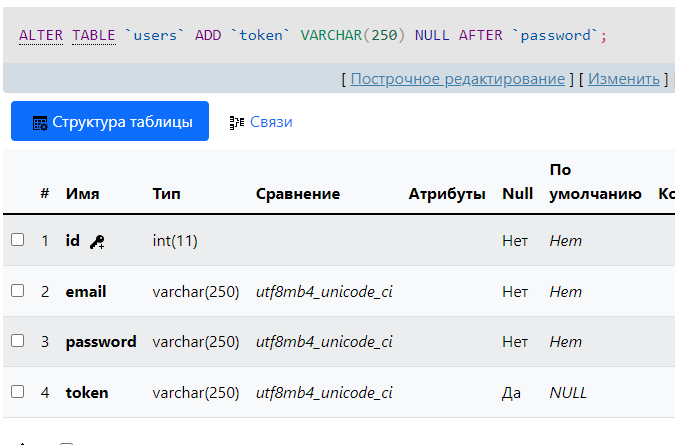 ALTER TABLE `users` ADD `token` VARCHAR(250) NULL AFTER `password`;
[ Построчное редактирование ] [ Изменить ] [
Структура таблицы Связи
# Имя Тип Сравнение Атрибуты Null По умолчанию Ко
1 id int(11) Нет Нет
2 email varchar(250) utf8mb4_unicode_ci Нет Нет
3 password varchar(250) utf8mb4_unicode_ci Нет Нет
4 token varchar(250) utf8mb4_unicode_ci Да NULL